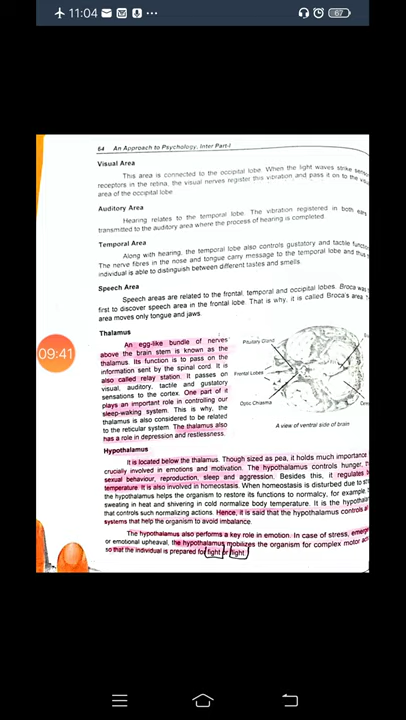 11:04
67
64 An Approach to Psychology, Inter Part-I
Visual Area
This area is connected to the occipital lobe. When the light waves strike
receptors in the retina, the visual nerves register this vibration and pass it on to the
area of the occipital lobe
Auditory Area
Hearing relates to the temporal lobe. The vibration registered in both ears
transmitted to the auditory area where the process of hearing is completed
Temporal Area
Along with hearing, the temporal lobe also controls gustatory and tactile
The nerve fibres in the nose and tongue carry message to the temporal lobe and thus
individual is able to distinguish between different tastes and smells.
Speech Area
Speech areas are related to the frontal, temporal and occipital lobes. Broca was
first to discover speech area in the frontal lobe. That is why, it is called Broca's area.
area moves only tongue and jaws.
Thalamus
An egg-like bundle of nerves
above the brain stem is known as the
thalamus. Its function is to pass on the
information sent by the spinal cord. It is
also called relay station. It passes on
visual, auditory, tactile and gustatory
sensations to the cortex. One part of it
plays an important role in controlling our
sleep-waking system. This is why, the
thalamus is also considered to be related
to the reticular system. The thalamus also
has a role in depression and restlessness.
Pituitary Gland
Frontal Lobes
Optic Chiasma
A view of ventral side of brain
09:41
Hypothalamus
It is located below the thalamus. Though sized as pea, it holds much importance
crucially involved in emotions and motivation. The hypothalamus controls hunger,
sexual behaviour, reproduction, sleep and aggression. Besides this, it regulates
temperature. It is also involved in homeostasis. When homeostasis is disturbed due to
the hypothalamus helps the organism to restore its functions to normalcy, for example
sweating in heat and shivering in cold normalize body temperature. It is the
that controls such normalizing actions. Hence, it is said that the hypothalamus controls
systems that help the organism to avoid imbalance.
The hypothalamus also performs a key role in emotion. In case of stress,
or emotional upheaval, the hypothalamus mobilizes the organism for complex motor
so that the individual is prepared for fight or flight